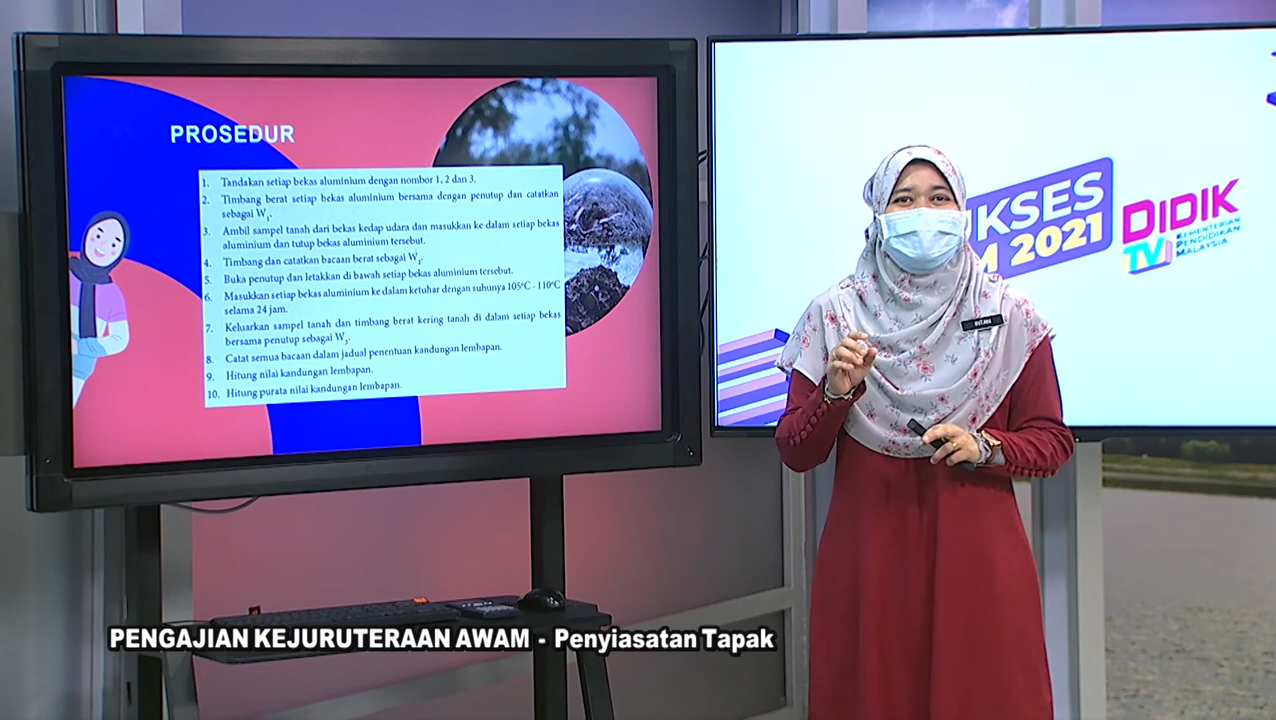 PROSEDUR
1. Tandakan setiap bekas aluminium dengan nombor 1, 2 dan 3.
2. Timbang berat setiap bekas aluminium bersama dengan penutup dan catatkan
sebagai W₁.
3. Ambil sampel tanah dari bekas kedap udara dan masukkan ke dalam setiap bekas
aluminium dan tutup bekas aluminium tersebut.
4. Timbang dan catatkan bacaan berat sebagai W₂.
5. Buka penutup dan letakkan di bawah setiap bekas aluminium tersebut.
6. Masukkan setiap bekas aluminium ke dalam ketuhar dengan suhunya 105⁰C - 110⁰C
selama 24 jam.
7. Keluarkan sampel tanah dan timbang berat kering tanah di dalam setiap bekas
bersama penutup sebagai W₃.
8. Catat semua bacaan dalam jadual penentuan kandungan lembapan.
9. Hitung nilai kandungan lembapan.
10. Hitung purata nilai kandungan lembapan.
UKSES
M 2021
DIDIK
TV
KEMENTERIAN
PENDIDIKAN
MALAYSIA
PENGAJIAN KEJURUTERAAN AWAM - Penyiasatan Tapak